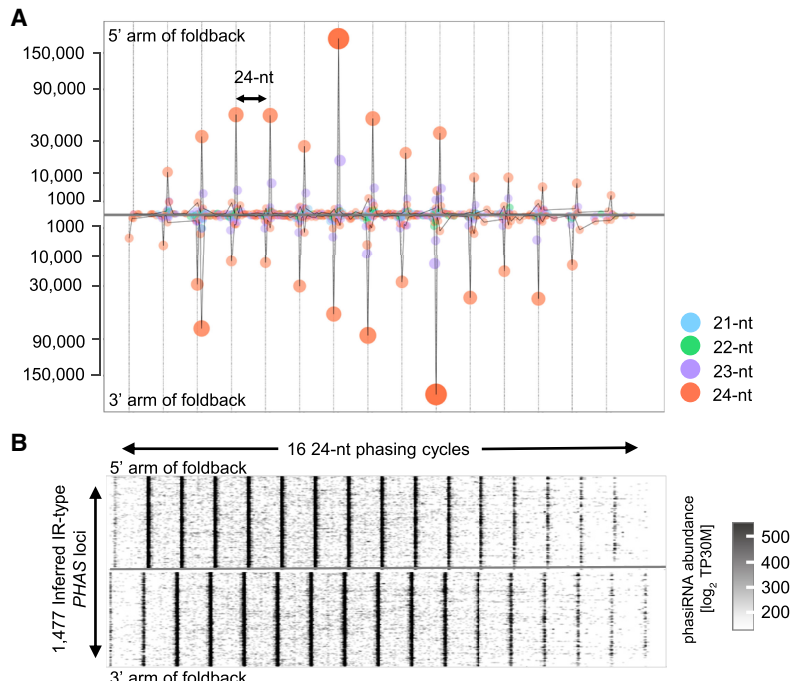 A
5’ arm of foldback
150,000
90,000
30,000
10,000
1000
1000
10,000
30,000
90,000
150,000
24-nt
3’ arm of foldback
21-nt
22-nt
23-nt
24-nt
B
16 24-nt phasing cycles
5’ arm of foldback
1,477 Inferred IR-type
PHAS loci
3’ arm of foldback
phasiRNA abundance
[log2 TP30M]
500
400
300
200